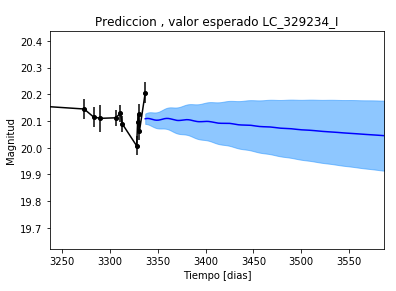 Prediccion , valor esperado LC_329234_I
20.4
20.3
20.2
20.1
20.0
19.9
19.8
19.7
Magnitud
3250 3300 3350 3400 3450 3500 3550
Tiempo [dias]